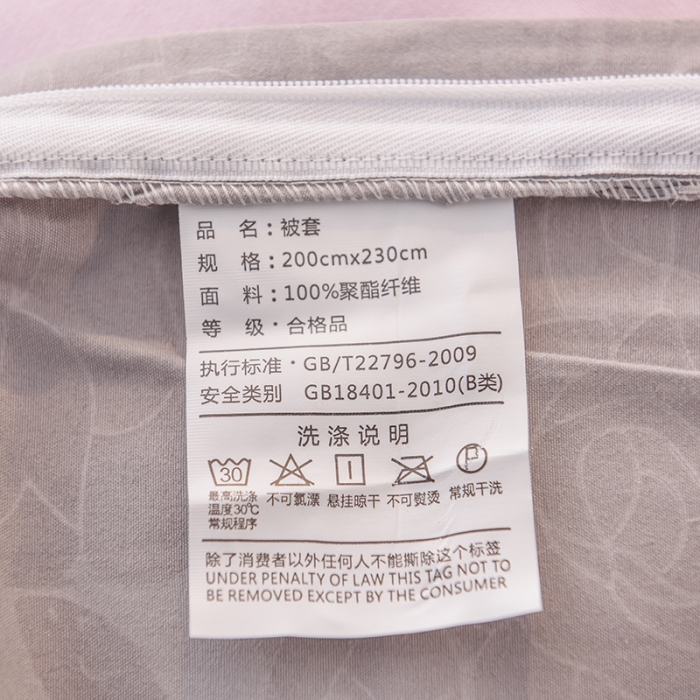 品 名：被套
规 格：200cmx230cm
面 料：100%聚酯纤维
等 级：合格品
执行标准：GB/T22796-2009
安全类别 GB18401-2010(B类)
洗涤说明
30 P
最高洗涤 不可氯漂 悬挂晾干 不可熨烫 常规干洗
温度30℃
常规程序
除了消费者以外任何人不能撕除这个标签
UNDER PENALTY OF LAW THIS TAG NOT TO
BE REMOVED EXCEPT BY THE CONSUMER